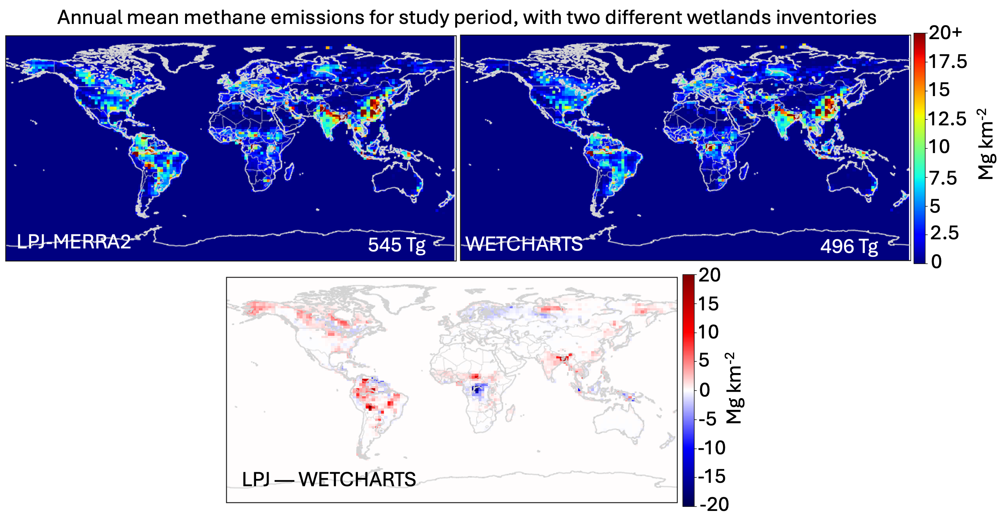 Annual mean methane emissions for study period, with two different wetlands inventories
LPJ-MERRA2
545 Tg
WETCHARTS
496 Tg
20+
17.5
15
12.5
10
7.5
5
2.5
0
Mg km-2
LPJ — WETCHARTS
20
15
10
5
0
-5
-10
-15
-20
Mg km-2